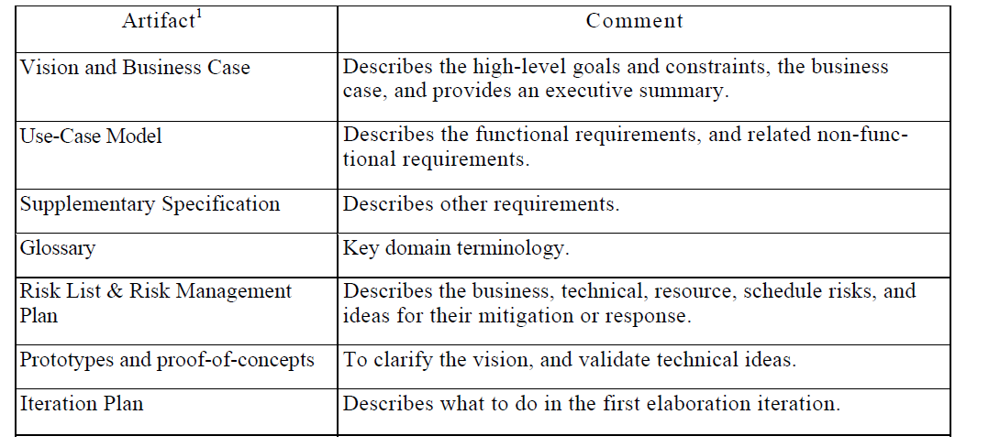 Artifact1
Comment
Vision and Business Case
Describes the high-level goals and constraints, the business
case, and provides an executive summary.
Use-Case Model
Describes the functional requirements, and related non-func-
tional requirements.
Supplementary Specification
Describes other requirements.
Glossary
Key domain terminology.
Risk List & Risk Management
Plan
Describes the business, technical, resource, schedule risks, and
ideas for their mitigation or response.
Prototypes and proof-of-concepts
To clarify the vision, and validate technical ideas.
Iteration Plan
Describes what to do in the first elaboration iteration.